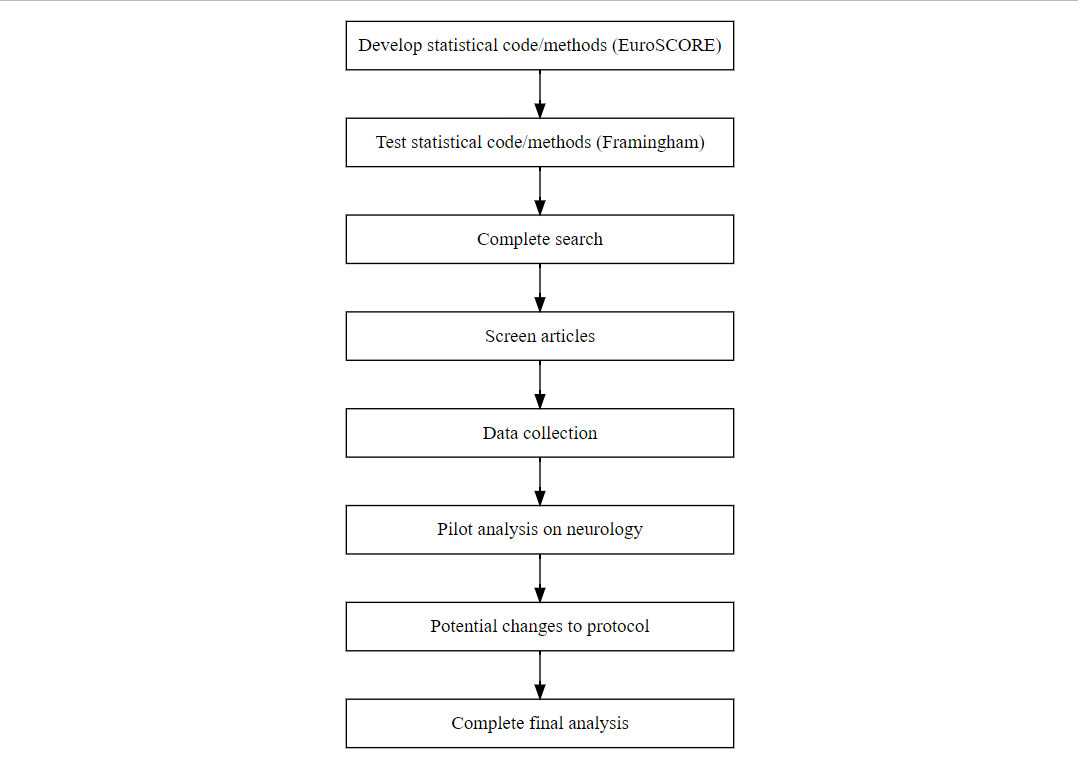 Develop statistical code/methods (EuroSCORE)
Test statistical code/methods (Framingham)
Complete search
Screen articles
Data collection
Pilot analysis on neurology
Potential changes to protocol
Complete final analysis